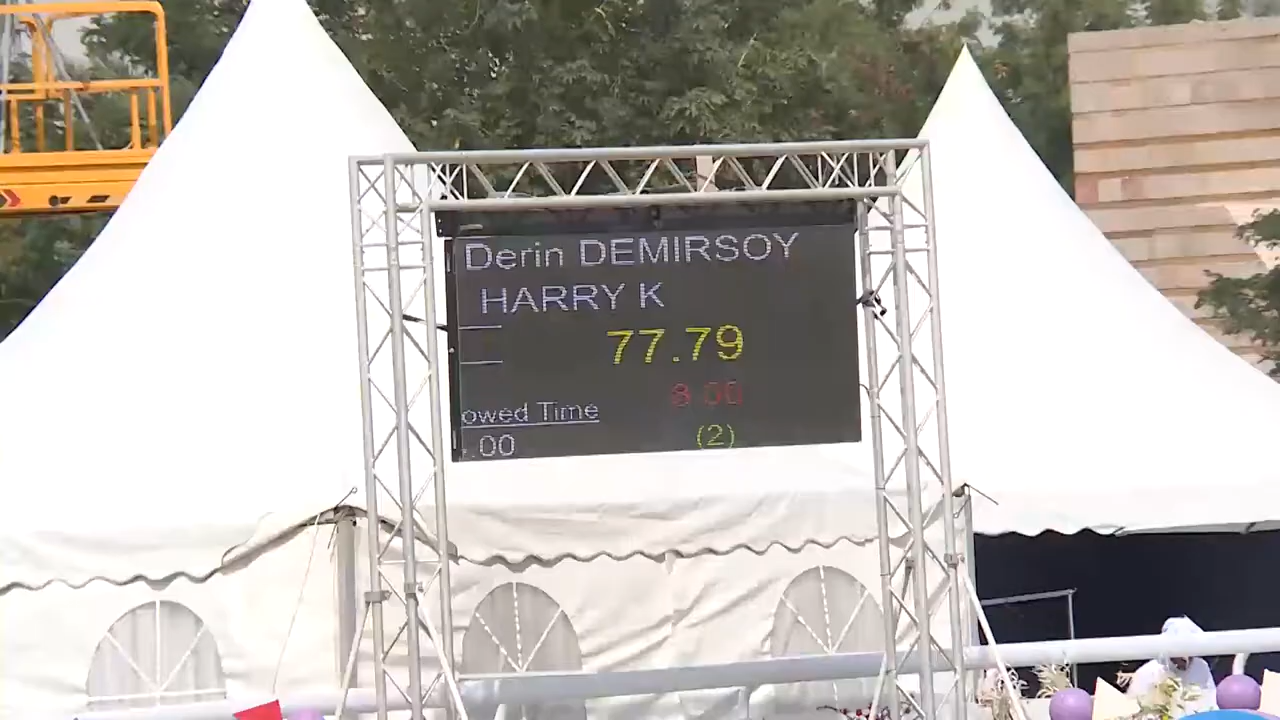 Derin DEMIRSOY
HARRY K
77.79
8.00
owed Time
.00
(2)